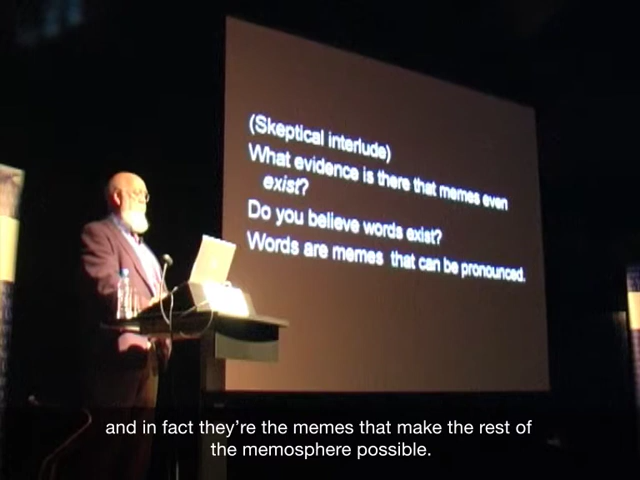 (Skeptical interlude)
What evidence is there that memes even
exist?
Do you believe words exist?
Words are memes that can be pronounced.
and in fact they're the memes that make the rest of
the memosphere possible.